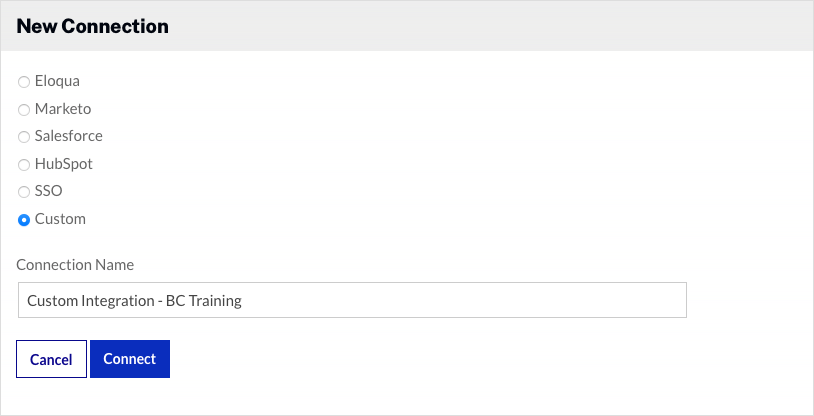 New Connection
Eloqua
Marketo
Salesforce
HubSpot
SSO
Custom
Connection Name
Custom Integration - BC Training
Cancel Connect